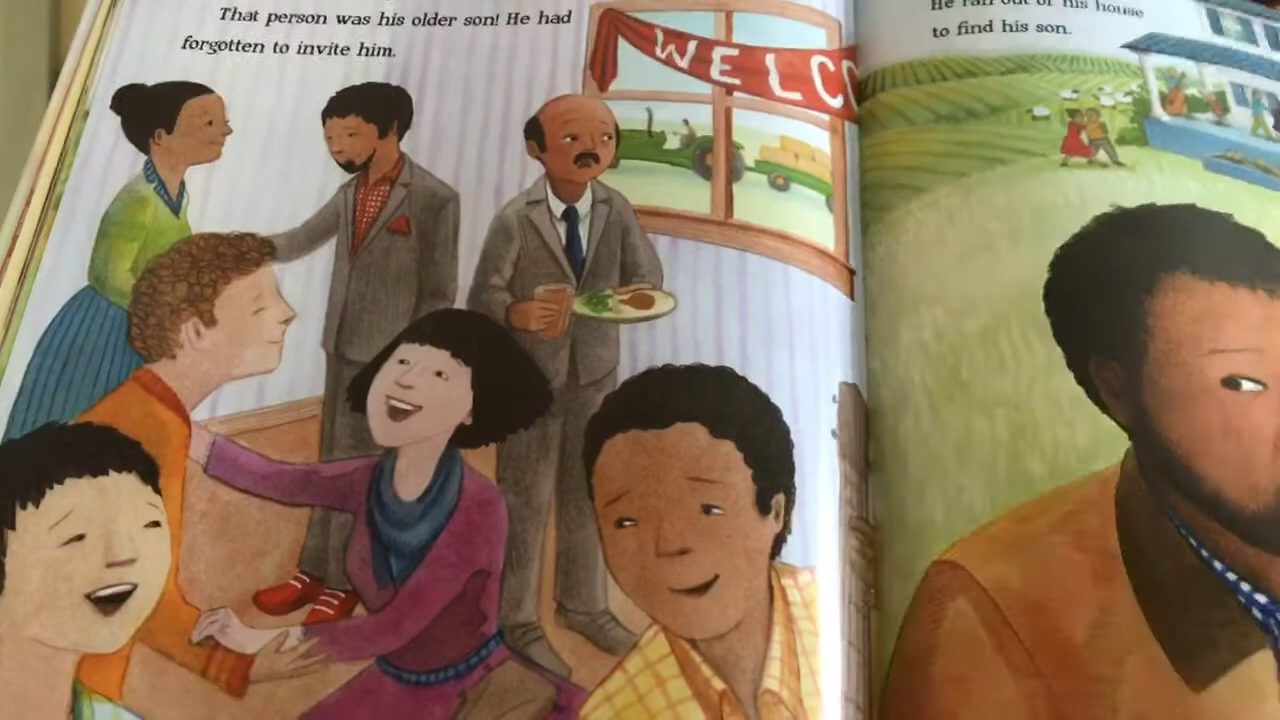 That person was his older son! He had
forgotten to invite him.
WELC
He ran out of his house
to find his son.